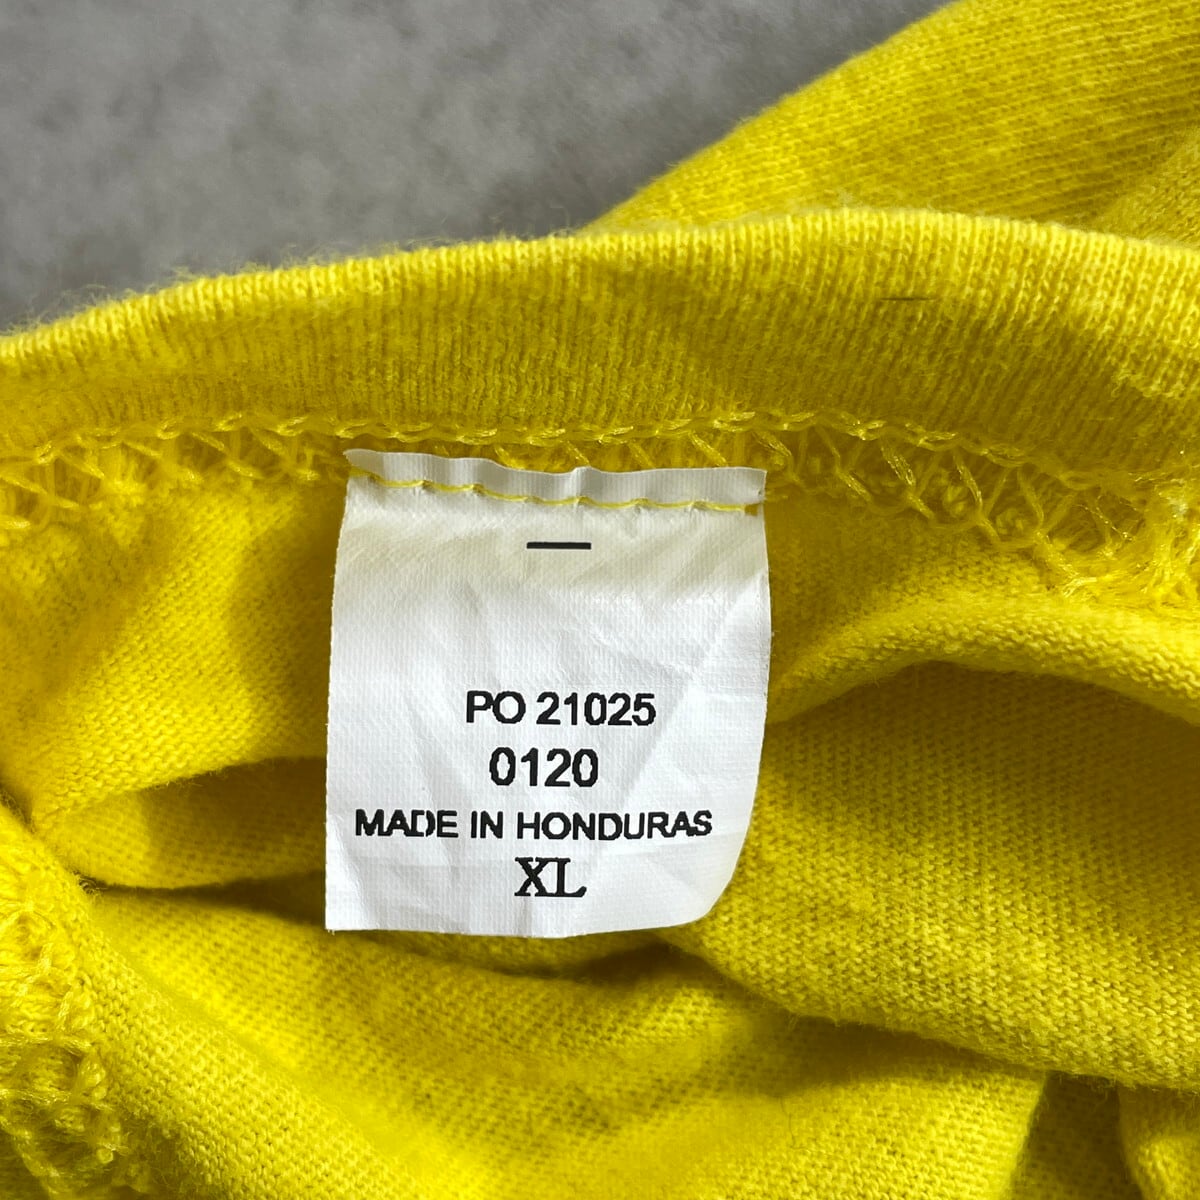 PO 21025
0120
MADE IN HONDURAS
XL